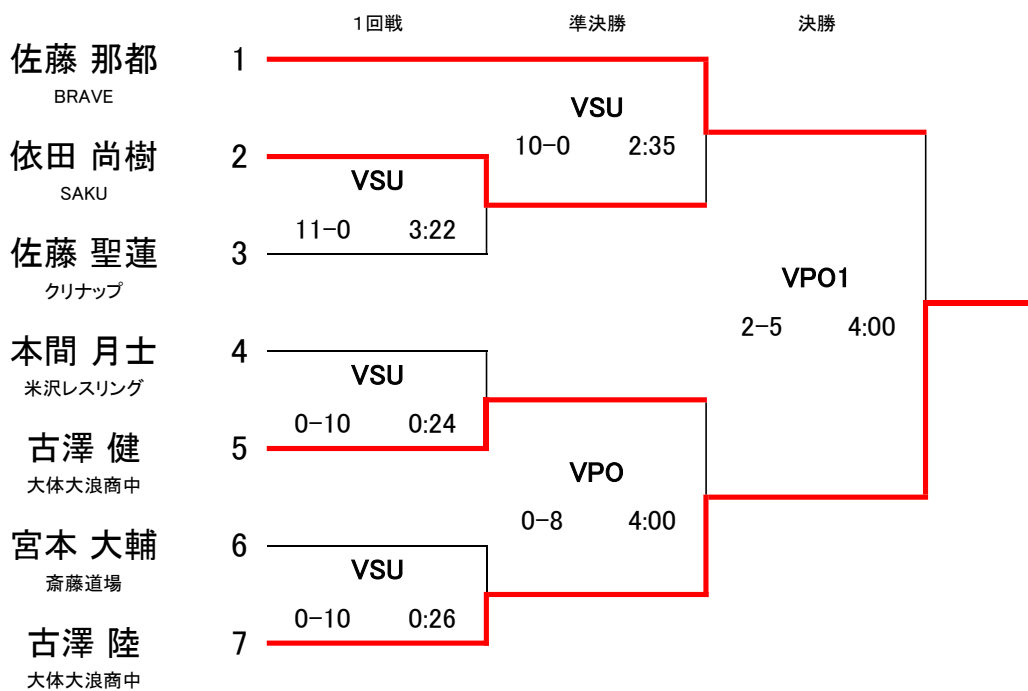 1回戦 準決勝 決勝
佐藤 那都 1
BRAVE
VSU
10-0 2:35
依田 尚樹 2
SAKU
VSU
11-0 3:22
佐藤 聖蓮 3
クリナップ
VPO1
2-5 4:00
本間 月士 4
米沢レスリング
VSU
0-10 0:24
古澤 健 5
大体大浪商中
VPO
0-8 4:00
宮本 大輔 6
斎藤道場
VSU
0-10 0:26
古澤 陸 7
大体大浪商中